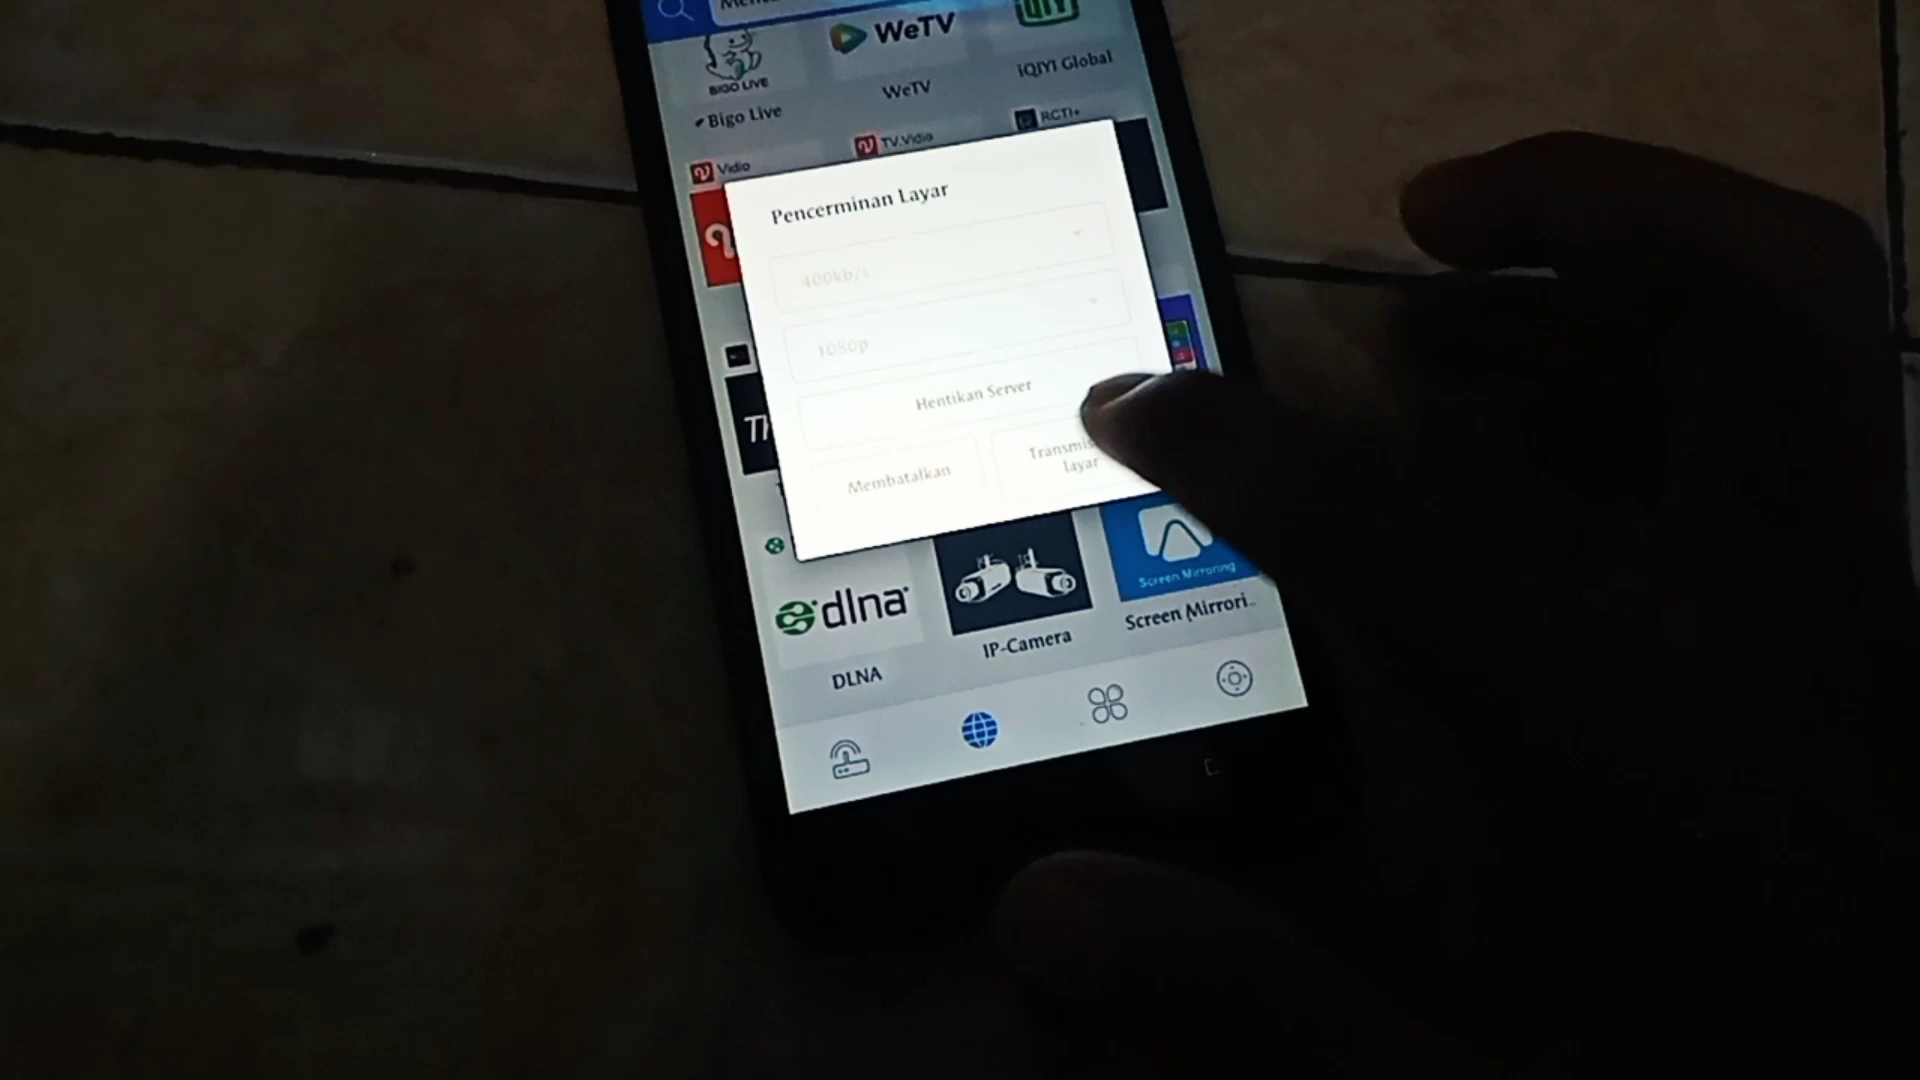 BIGO LIVE
WeTV
Bigo Live
WeTV
iQIYI Global
Vidio
TV.Vidio
RCTI+
Pencerminan Layar
400kb/s
1080p
Hentikan Server
Membatalkan
layar
dlna
Screen Mirroring
DLNA
IP-Camera
Screen Mirrori..